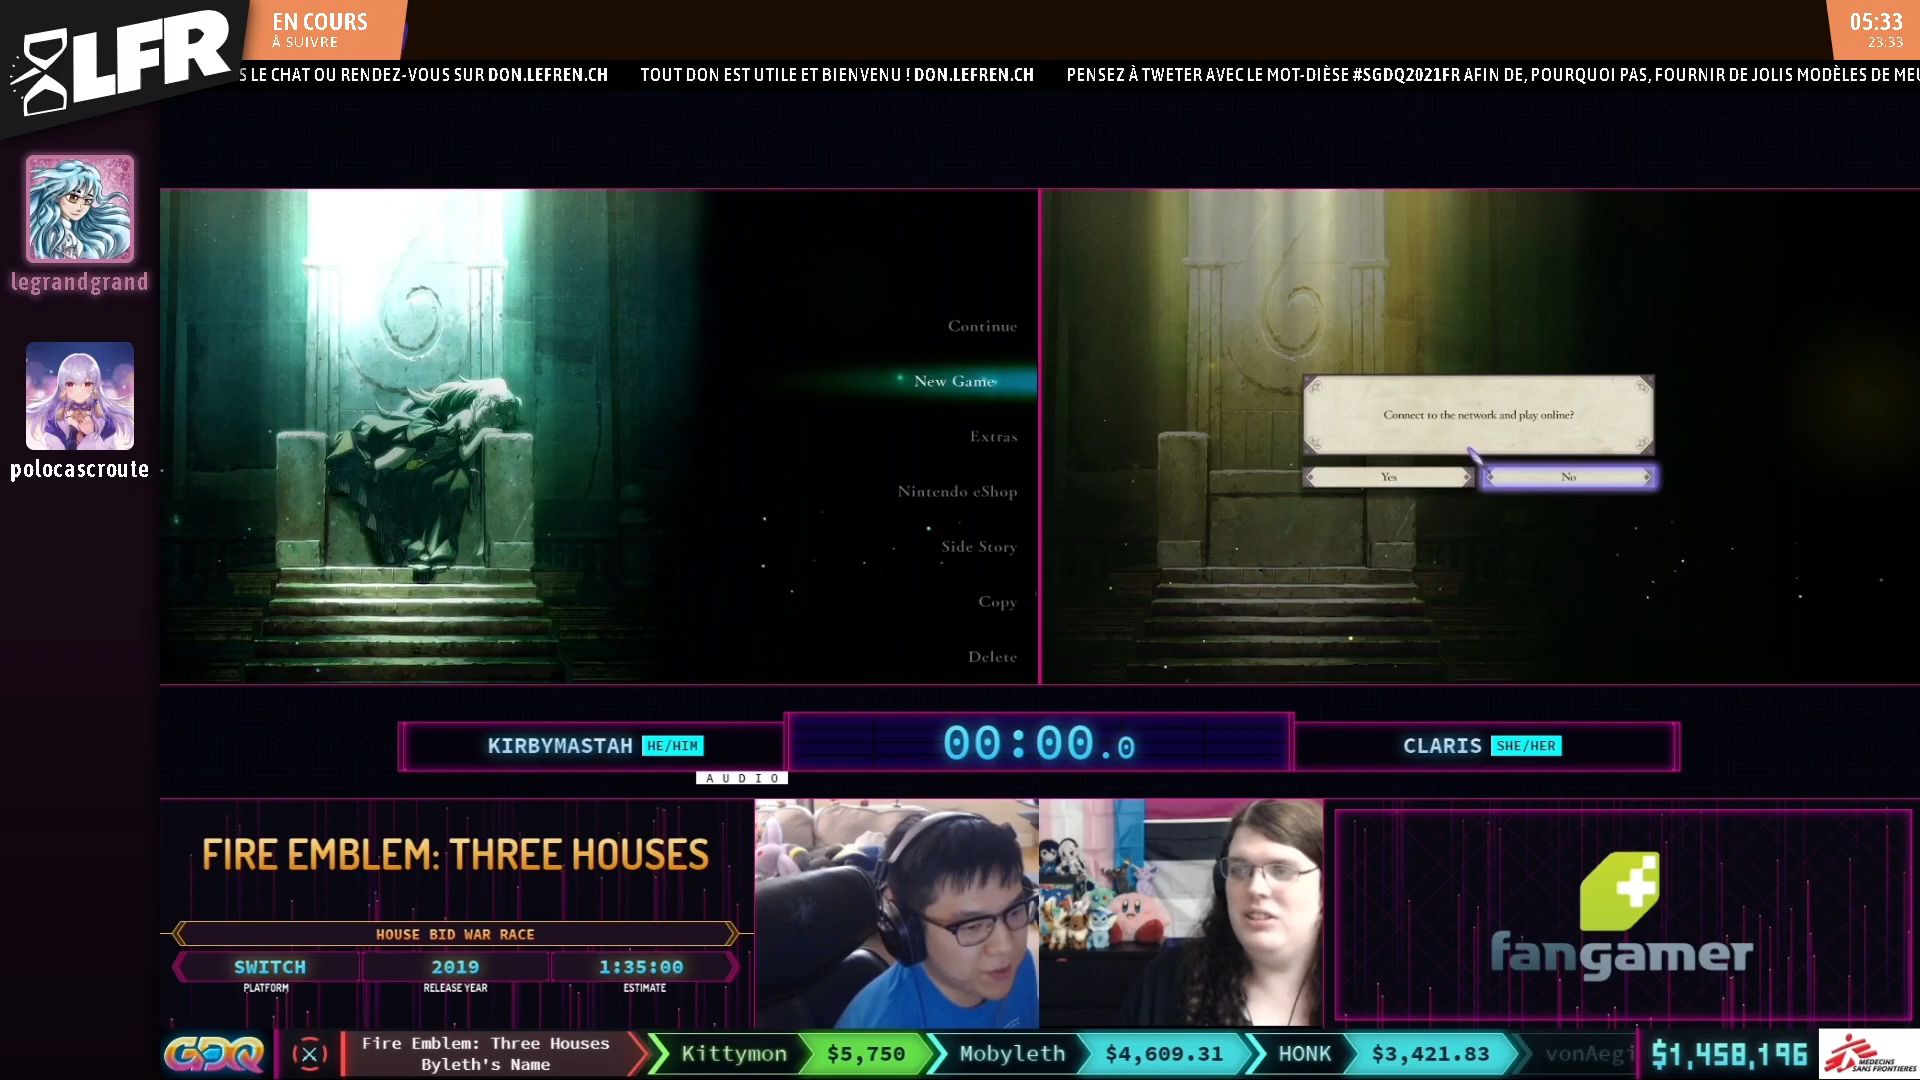 LFR
EN COURS
À SUIVRE
05:33
23:33
S LE CHAT OU RENDEZ-VOUS SUR DON.LEFREN.CH TOUT DON EST UTILE ET BIENVENU ! DON.LEFREN.CH PENSEZ À TWETER AVEC LE MOT-DIÈSE #SGDQ2021FR AFIN DE, POURQUOI PAS, FOURNIR DE JOLIS MODÈLES DE MEU
legrandgrand
polocascroute
Continue
New Game
Extras
Nintendo eShop
Side Story
Copy
Delete
Connect to the network and play online?
Yes
No
KIRBYMASTAH HE/HIM
00:00.0
CLARIS SHE/HER
AUDIO
FIRE EMBLEM: THREE HOUSES
HOUSE BID WAR RACE
SWITCH
PLATFORM
2019
RELEASE YEAR
1:35:00
ESTIMATE
fangamer
GDQ
Fire Emblem: Three Houses
Byleth's Name
Kittymon $5,750
Mobyleth $4,609.31
HONK $3,421.83
vonAegi
$1,458,196
MEDECINS
SANS FRONTIERES